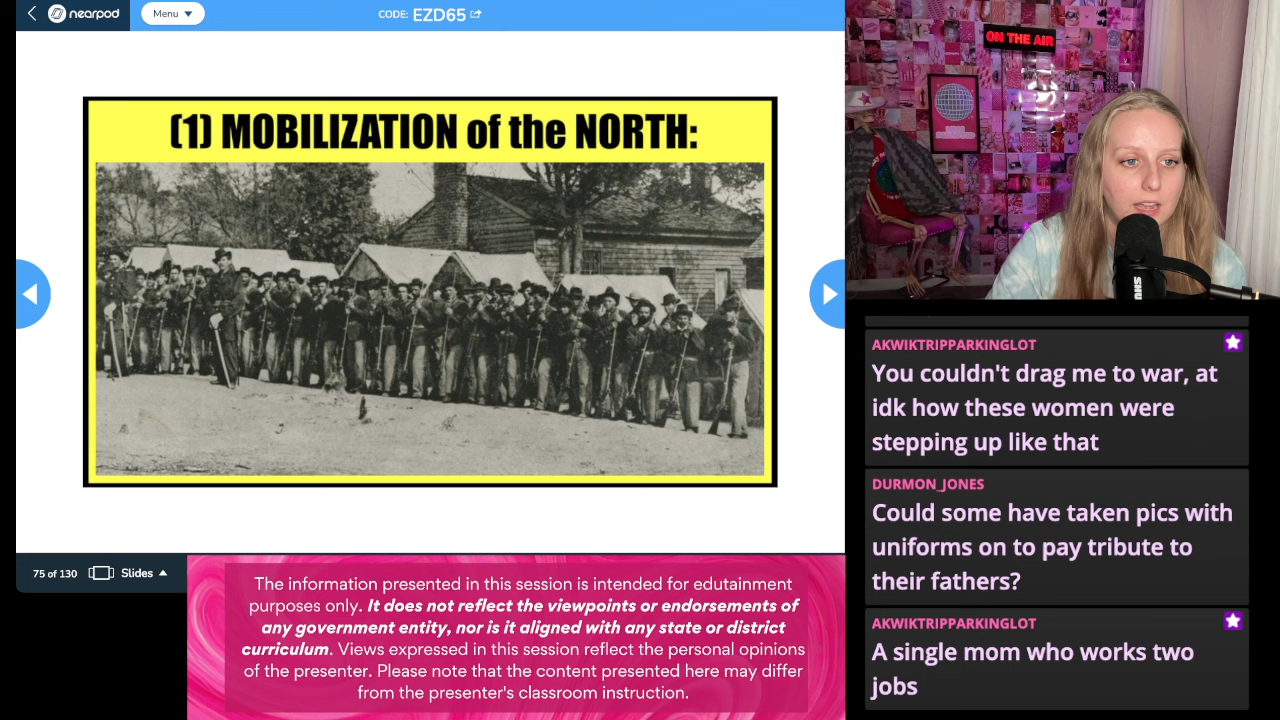 nearpod
Menu
CODE: EZD65
(1) MOBILIZATION of the NORTH:
75 of 130
Slides
The information presented in this session is intended for edutainment
purposes only. It does not reflect the viewpoints or endorsements of
any government entity, nor is it aligned with any state or district
curriculum. Views expressed in this session reflect the personal opinions
of the presenter. Please note that the content presented here may differ
from the presenter's classroom instruction.
ON THE AIR
SHU
AKWIKTRIPPARKINGLOT
You couldn't drag me to war, at
idk how these women were
stepping up like that
DURMON_JONES
Could some have taken pics with
uniforms on to pay tribute to
their fathers?
AKWIKTRIPPARKINGLOT
A single mom who works two
jobs